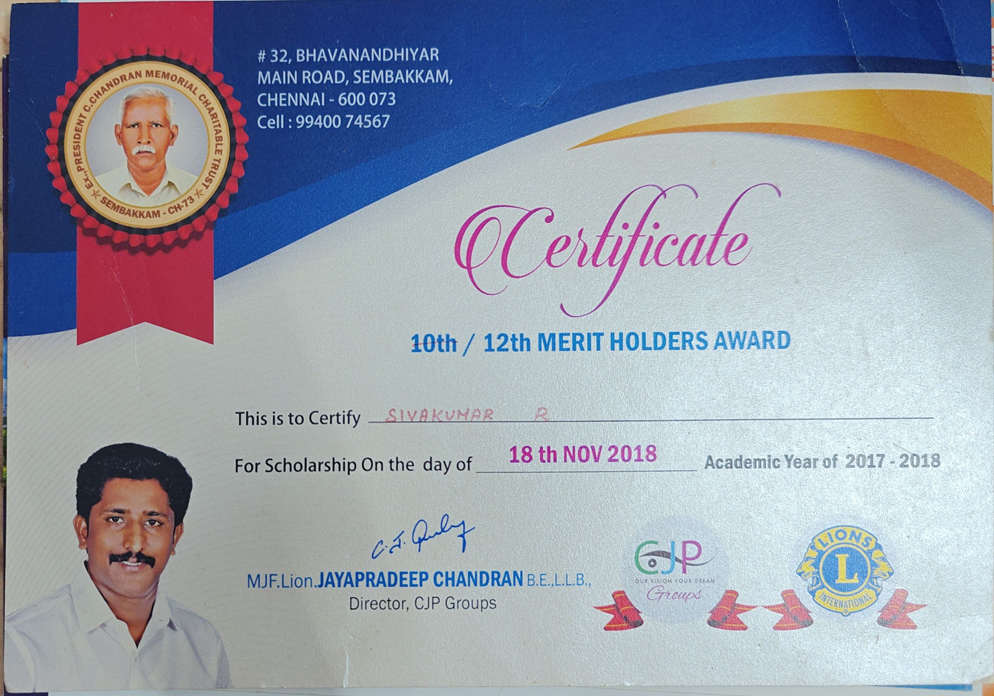 Ex., PRESIDENT C.CHANDRAN MEMORIAL CHARITABLE TRUST
SEMBAKKAM - CH-73
# 32, BHAVANANDHIYAR
MAIN ROAD, SEMBAKKAM,
CHENNAI - 600 073
Cell : 99400 74567
Certificate
10th / 12th MERIT HOLDERS AWARD
This is to Certify SIVAKUMAR R
For Scholarship On the day of 18 th NOV 2018 Academic Year of 2017 - 2018
MJF.Lion.JAYAPRADEEP CHANDRAN B.E.,L.L.B.,
Director, CJP Groups
CJP
OUR VISION YOUR DREAM
Groups
LIONS
L
INTERNATIONAL